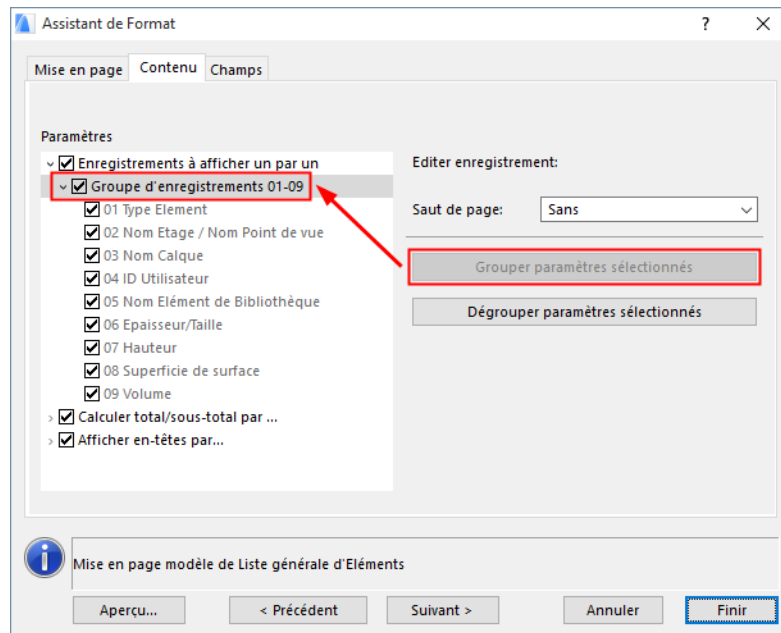 Assistant de Format
?
Mise en page
Contenu
Champs
Paramètres
Enregistrements à afficher un par un
Groupe d'enregistrements 01-09
01 Type Element
02 Nom Etage / Nom Point de vue
03 Nom Calque
04 ID Utilisateur
05 Nom Elément de Bibliothèque
06 Epaisseur/Taille
07 Hauteur
08 Superficie de surface
09 Volume
Calculer total/sous-total par ...
Afficher en-têtes par...
Editer enregistrement:
Saut de page:
Sans
Grouper paramètres sélectionnés
Dégrouper paramètres sélectionnés
Mise en page modèle de Liste générale d'Eléments
Aperçu...
< Précédent
Suivant >
Annuler
Finir